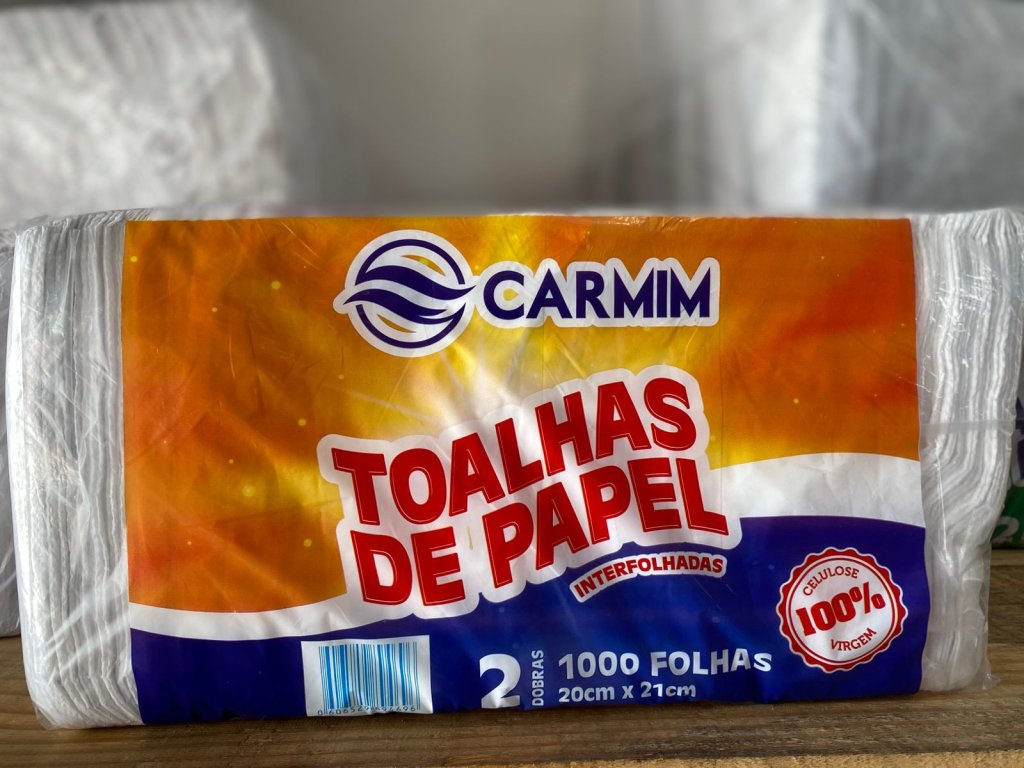 CARMIM
TOALHAS
DE PAPEL
INTERFOLHADAS
CELULOSE
100%
VIRGEM
2 DOBRAS
1000 FOLHAS
20cm x 21cm